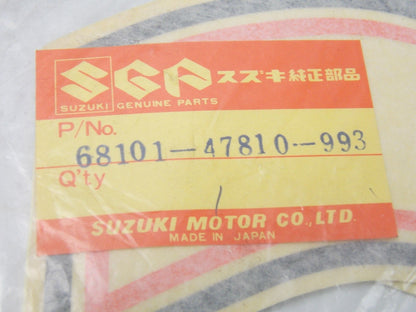 SGP スズキ純正部品
SUZUKI GENUINE PARTS
P/No.
68101-47810-993
Q'ty
1
SUZUKI MOTOR CO.,LTD.
MADE IN JAPAN